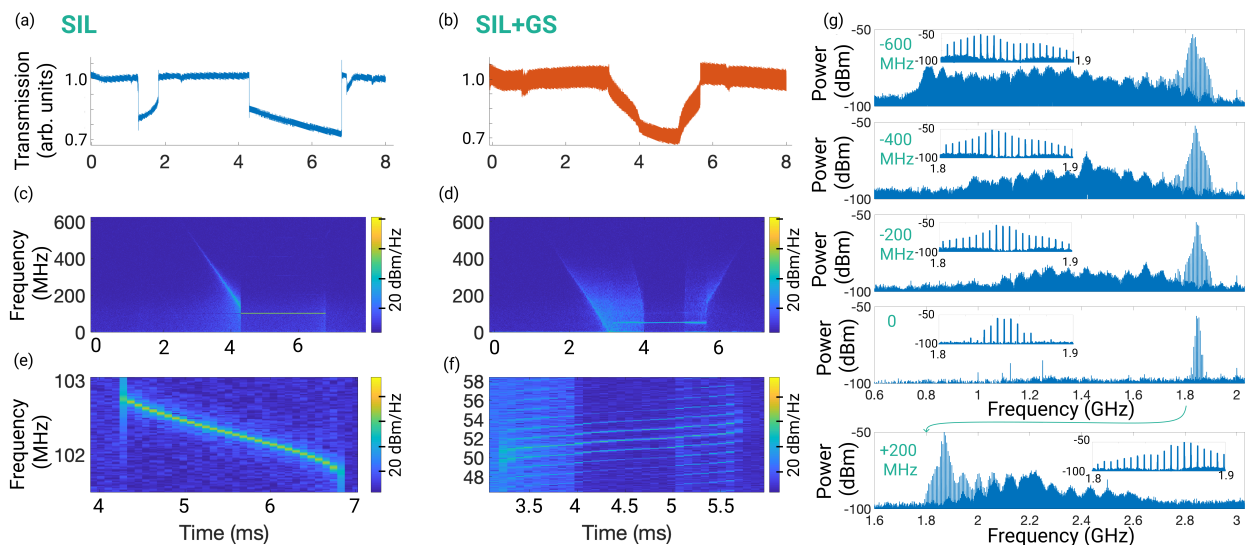 (a) SIL
Transmission
(arb. units)
1.0
0.7
0 2 4 6 8
(b) SIL+GS
1.0
0.7
0 2 4 6 8
(c)
Frequency
(MHz)
600
400
200
0
0 2 4 6
20 dBm/Hz
(d)
600
400
200
0
0 2 4 6
20 dBm/Hz
(e)
Frequency
(MHz)
103
102
4 5 6 7
Time (ms)
20 dBm/Hz
(f)
58
56
54
52
50
48
3.5 4 4.5 5 5.5
Time (ms)
20 dBm/Hz
(g)
Power
(dBm)
-50
-100
-600
MHz
-50
-100
1.9
Power
(dBm)
-50
-100
-400
MHz
-50
-100
1.8 1.9
Power
(dBm)
-50
-100
-200
MHz
-50
-100
1.8 1.9
Power
(dBm)
-50
-100
0
-50
-100
1.8 1.9
1.6 0.8 1 1.2 1.4 1.6 1.8 2
Frequency (GHz)
Power
(dBm)
-50
-100
+200
MHz
-50
-100
1.8 1.9
1.6 1.8 2 2.2 2.4 2.6 2.8 3
Frequency (GHz)